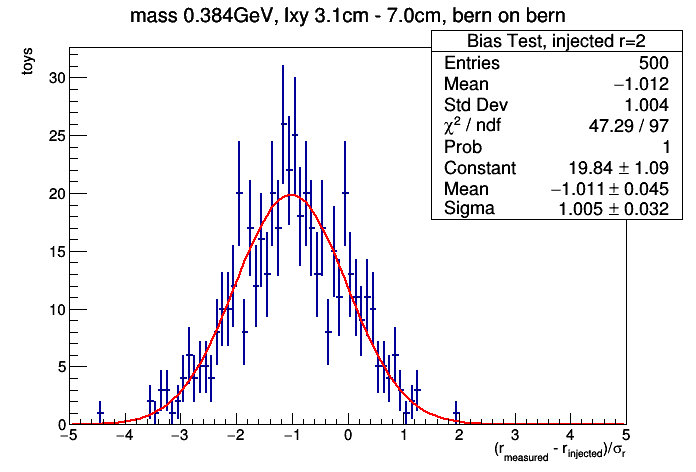 mass 0.384GeV, lxy 3.1cm - 7.0cm, bern on bern
toys
Bias Test, injected r=2
Entries 500
Mean −1.012
Std Dev 1.004
χ² / ndf 47.29 / 97
Prob 1
Constant 19.84 ± 1.09
Mean −1.011 ± 0.045
Sigma 1.005 ± 0.032
30
25
20
15
10
5
0
−5 −4 −3 −2 −1 0 1 2 3 4 5
(r_measured - r_injected)/σ_r